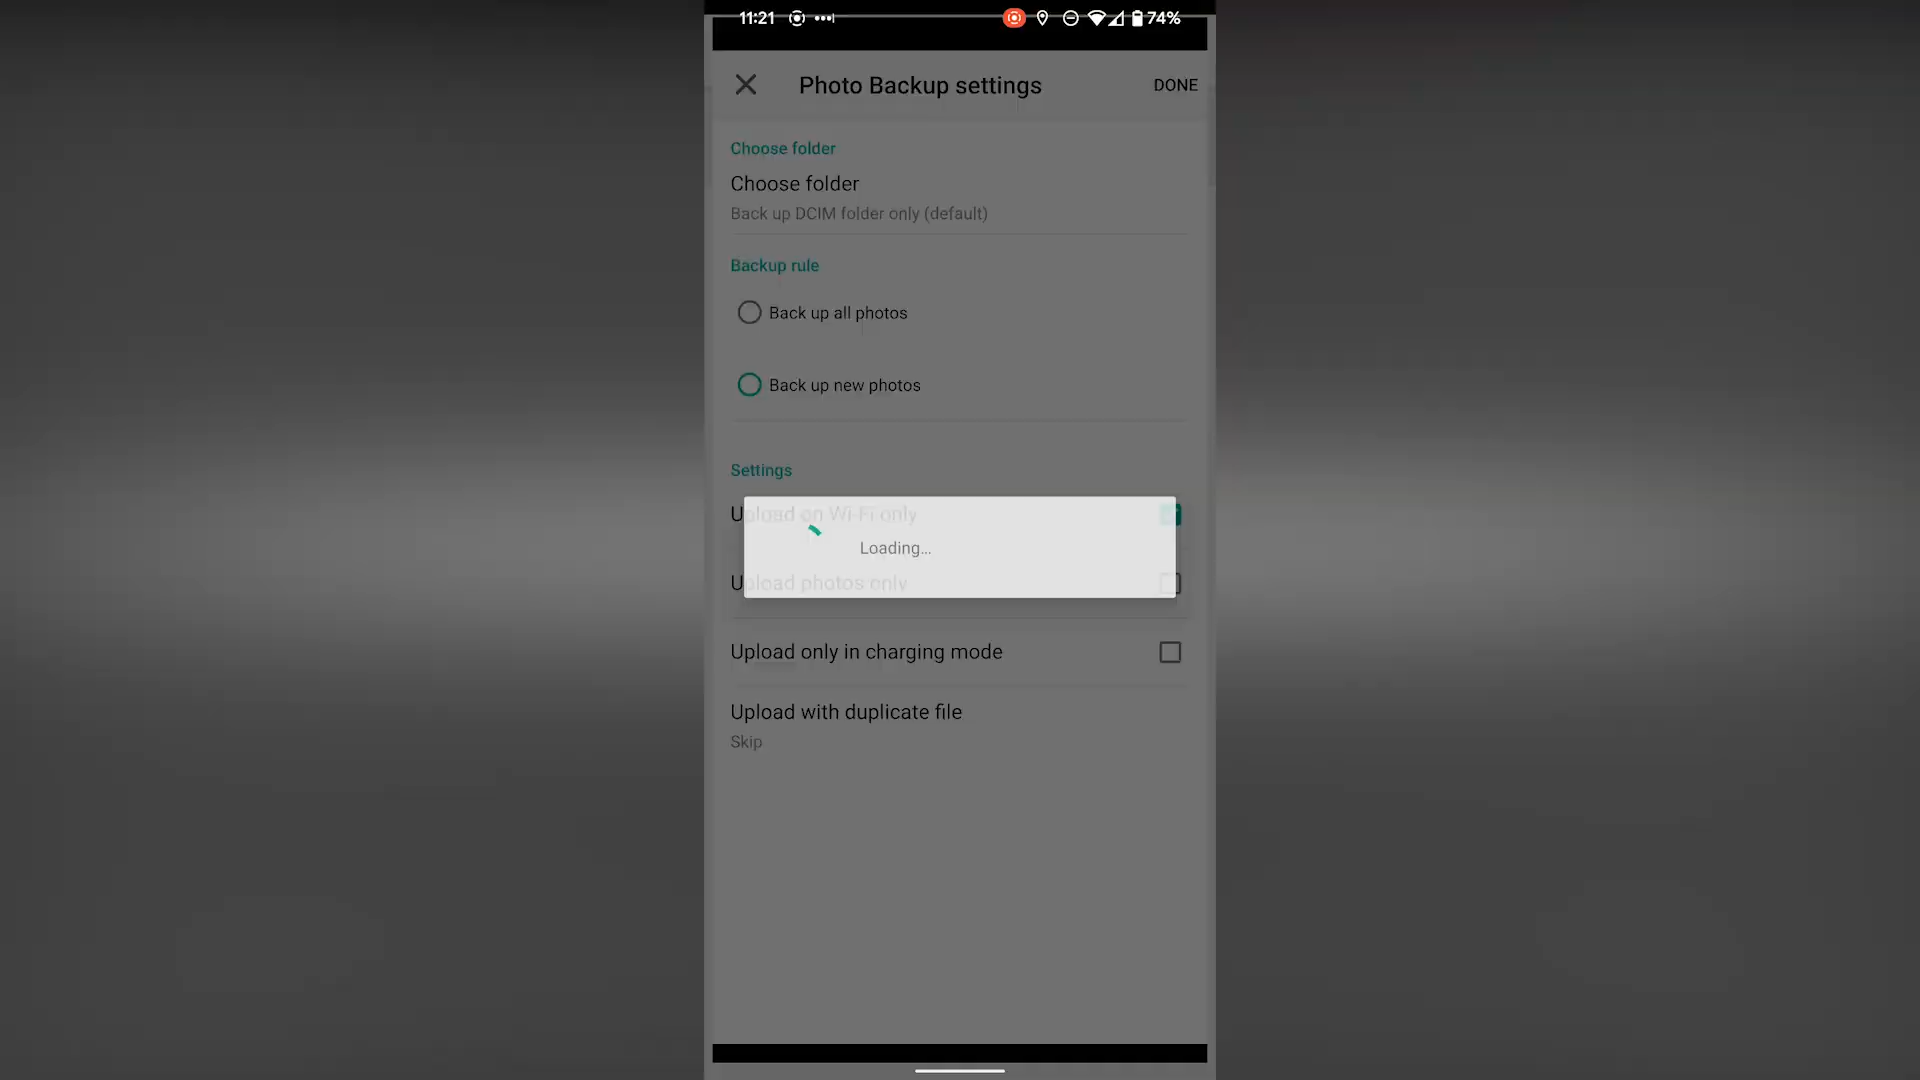 11:21
74%
Photo Backup settings
DONE
Choose folder
Choose folder
Back up DCIM folder only (default)
Backup rule
Back up all photos
Back up new photos
Settings
Upload on Wi-Fi only
Loading...
Upload photos only
Upload only in charging mode
Upload with duplicate file
Skip